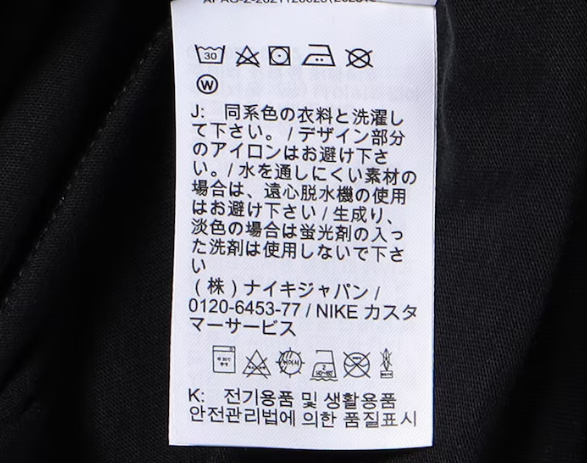 30
W
J: 同系色の衣料と洗濯し
て下さい。/ デザイン部分
のアイロンはお避け下さ
い。/ 水を通しにくい素材の
場合は、遠心脱水機の使用
はお避け下さい / 生成り、
淡色の場合は蛍光剤の入っ
た洗剤は使用しないで下さ
い
(株) ナイキジャパン /
0120-6453-77 / NIKE カスタ
マーサービス
K: 전기용품 및 생활용품
안전관리법에 의한 품질표시